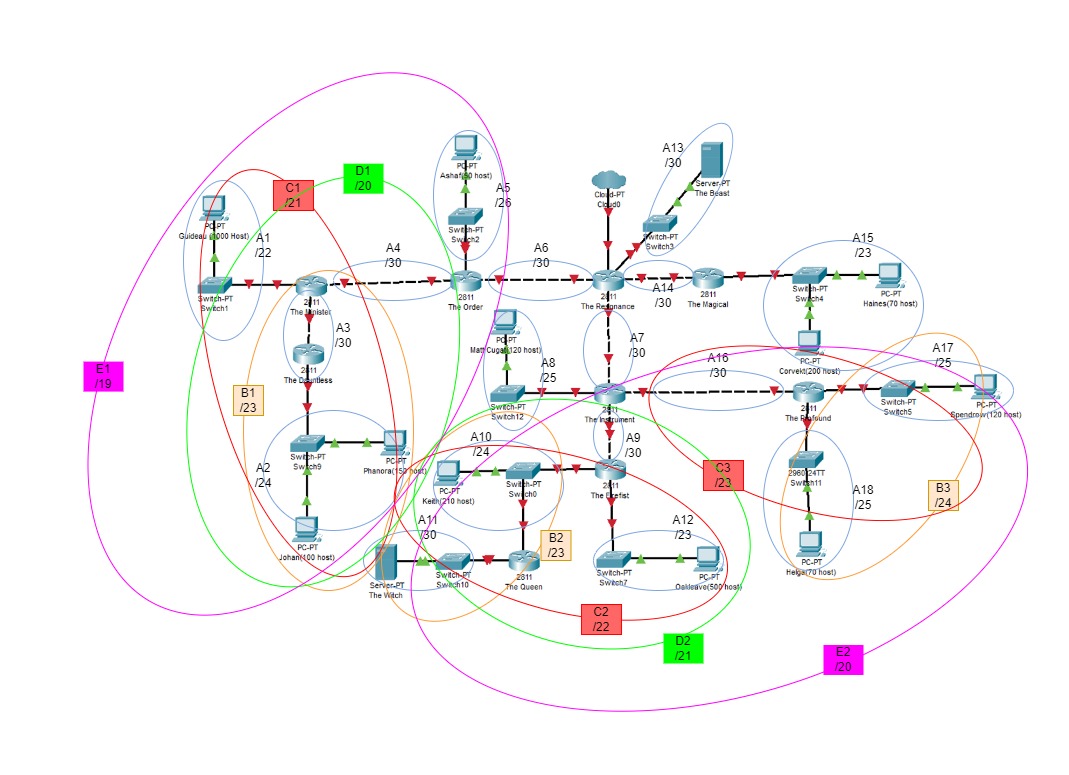 A13
/30
Server-PT
The Beast
PC-PT
Ashaf(60 host)
A5
/26
Switch-PT
Switch2
Cloud-PT
Cloud0
Switch-PT
Switch3
D1
/20
C1
/21
PC-PT
Guideau (1000 Host)
A1
/22
Switch-PT
Switch1
A4
/30
A6
/30
A14
/30
A15
/23
2811
The Minister
2811
The Order
2811
The Resonance
2811
The Magical
Switch-PT
Switch4
PC-PT
Haines(70 host)
A3
/30
2811
The Dauntless
PC-PT
Matt Cugat(120 host)
A7
/30
PC-PT
Corvekt(200 host)
E1
/19
B1
/23
A8
/25
A16
/30
A17
/25
Switch-PT
Switch12
2811
The Instrument
2811
The Profound
Switch-PT
Switch5
PC-PT
Spendrow(120 host)
A2
/24
Switch-PT
Switch9
PC-PT
Phanora(150 host)
A10
/24
A9
/30
PC-PT
Keith(210 host)
Switch-PT
Switch0
2811
C3
/23
2960-24TT
Switch11
A18
/25
B3
/24
A11
/30
A12
/23
PC-PT
Johan(100 host)
Server-PT
The Witch
Switch-PT
Switch10
B2
/23
2811
The Queen
Switch-PT
Switch7
PC-PT
Oakleave(500 host)
PC-PT
Helga(70 host)
C2
/22
D2
/21
E2
/20